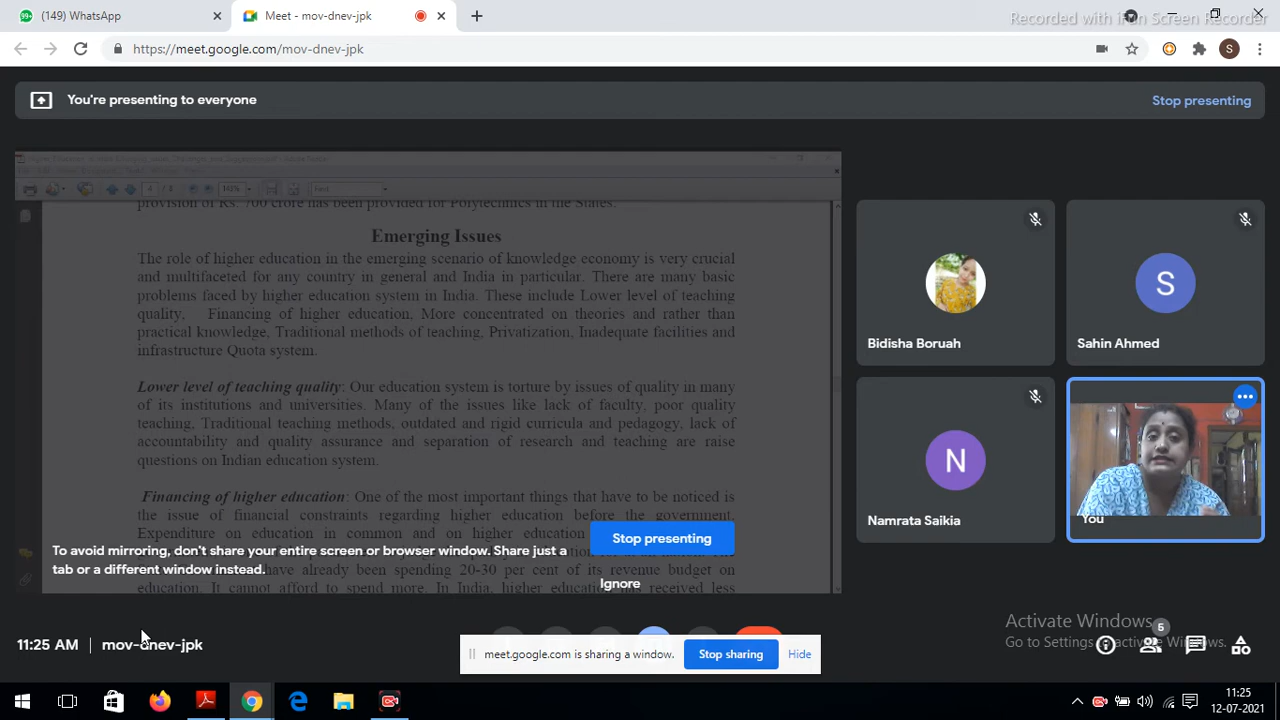 (149) WhatsApp
Meet - mov-dnev-jpk
Recorded with iFun Screen Recorder
https://meet.google.com/mov-dnev-jpk
S
You're presenting to everyone
Stop presenting
provision of Rs. 700 crore has been provided for Polytechnics in the States.
Emerging Issues
The role of higher education in the emerging scenario of knowledge economy is very crucial
and multifaceted for any country in general and India in particular. There are many basic
problems faced by higher education system in India. These include Lower level of teaching
quality, Financing of higher education, More concentrated on theories and rather than
practical knowledge, Traditional methods of teaching, Privatization, Inadequate facilities and
infrastructure Quota system.
Lower level of teaching quality: Our education system is torture by issues of quality in many
of its institutions and universities. Many of the issues like lack of faculty, poor quality
teaching, Traditional teaching methods, outdated and rigid curricula and pedagogy, lack of
accountability and quality assurance and separation of research and teaching are raise
questions on Indian education system.
Financing of higher education: One of the most important things that have to be noticed is
the issue of financial constraints regarding higher education before the government,
Expenditure on education in common and on higher education
have already been spending 20-30 per cent of its revenue budget on
education. It cannot afford to spend more. In India, higher education has received less
To avoid mirroring, don't share your entire screen or browser window. Share just a
tab or a different window instead.
Stop presenting
Ignore
Bidisha Boruah
S
Sahin Ahmed
N
Namrata Saikia
You
11:25 AM
mov-dnev-jpk
meet.google.com is sharing a window.
Stop sharing
Hide
Activate Windows
Go to Settings to activate Windows.
11:25
12-07-2021